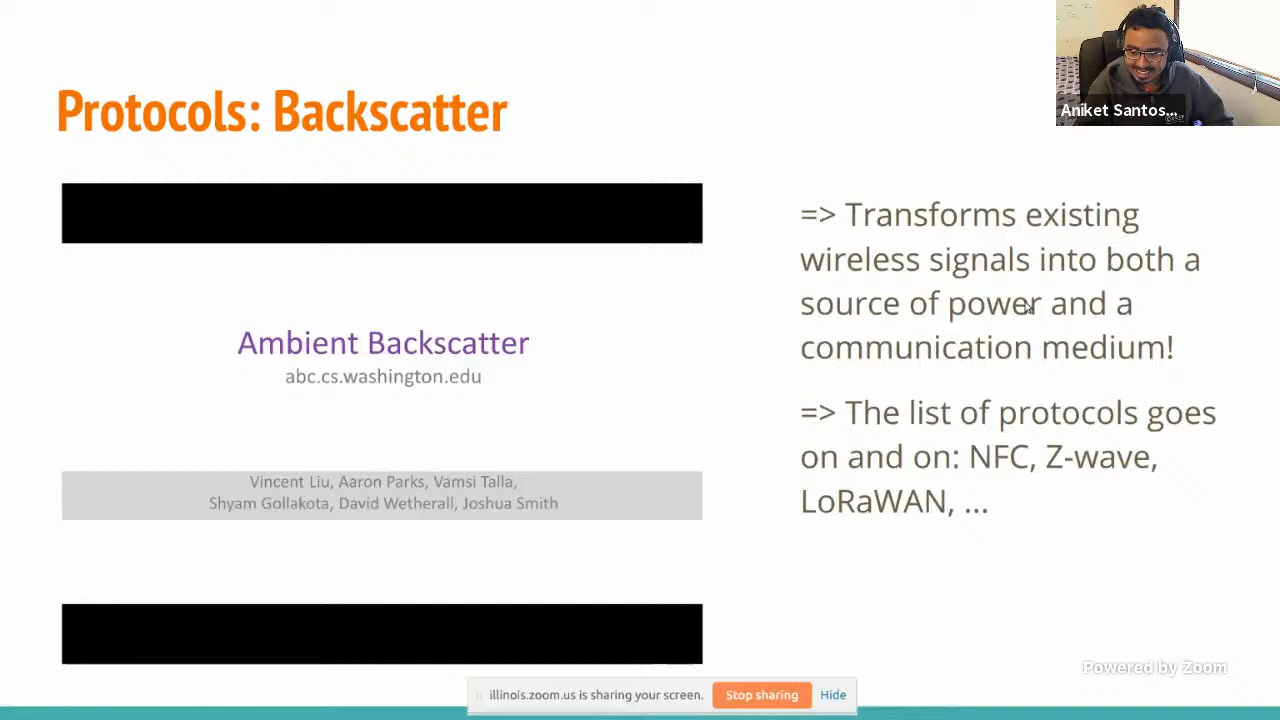 Protocols: Backscatter
Aniket Santos...
Ambient Backscatter
abc.cs.washington.edu
Vincent Liu, Aaron Parks, Vamsi Talla,
Shyam Gollakota, David Wetherall, Joshua Smith
=> Transforms existing
wireless signals into both a
source of power and a
communication medium!
=> The list of protocols goes
on and on: NFC, Z-wave,
LoRaWAN, ...
Powered by Zoom
illinois.zoom.us is sharing your screen.
Stop sharing
Hide